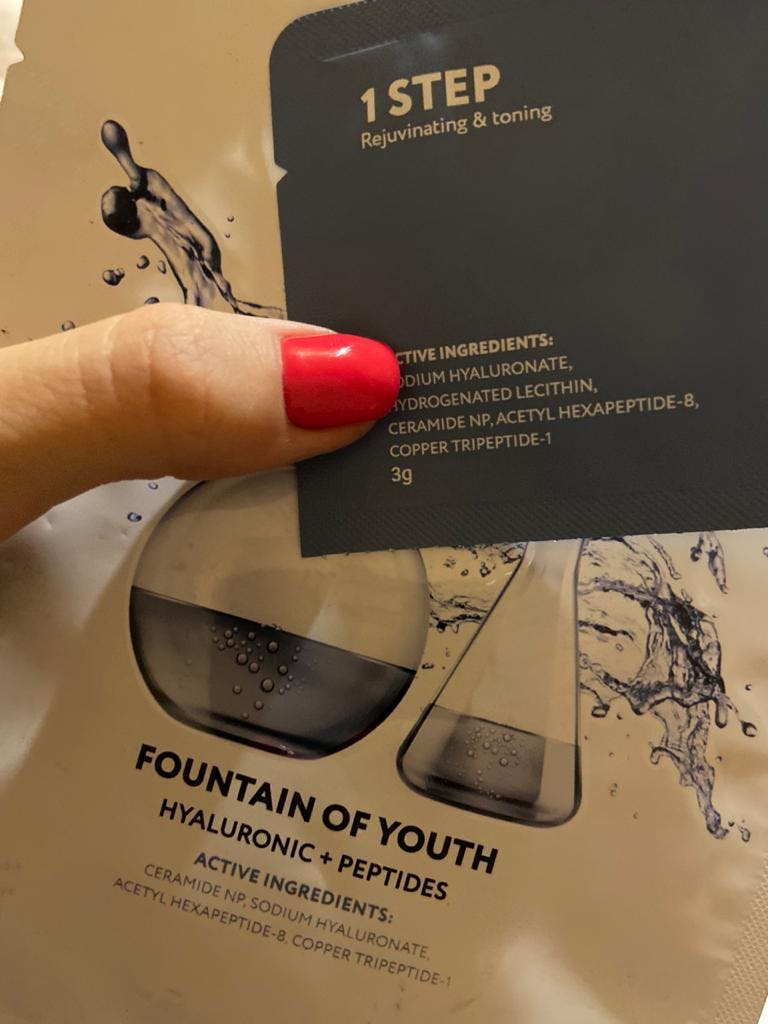 1 STEP
Rejuvinating & toning
CTIVE INGREDIENTS:
ODIUM HYALURONATE,
HYDROGENATED LECITHIN,
CERAMIDE NP, ACETYL HEXAPEPTIDE-8,
COPPER TRIPEPTIDE-1
3g
FOUNTAIN OF YOUTH
HYALURONIC + PEPTIDES
ACTIVE INGREDIENTS:
CERAMIDE NP, SODIUM HYALURONATE,
ACETYL HEXAPEPTIDE-8, COPPER TRIPEPTIDE-1